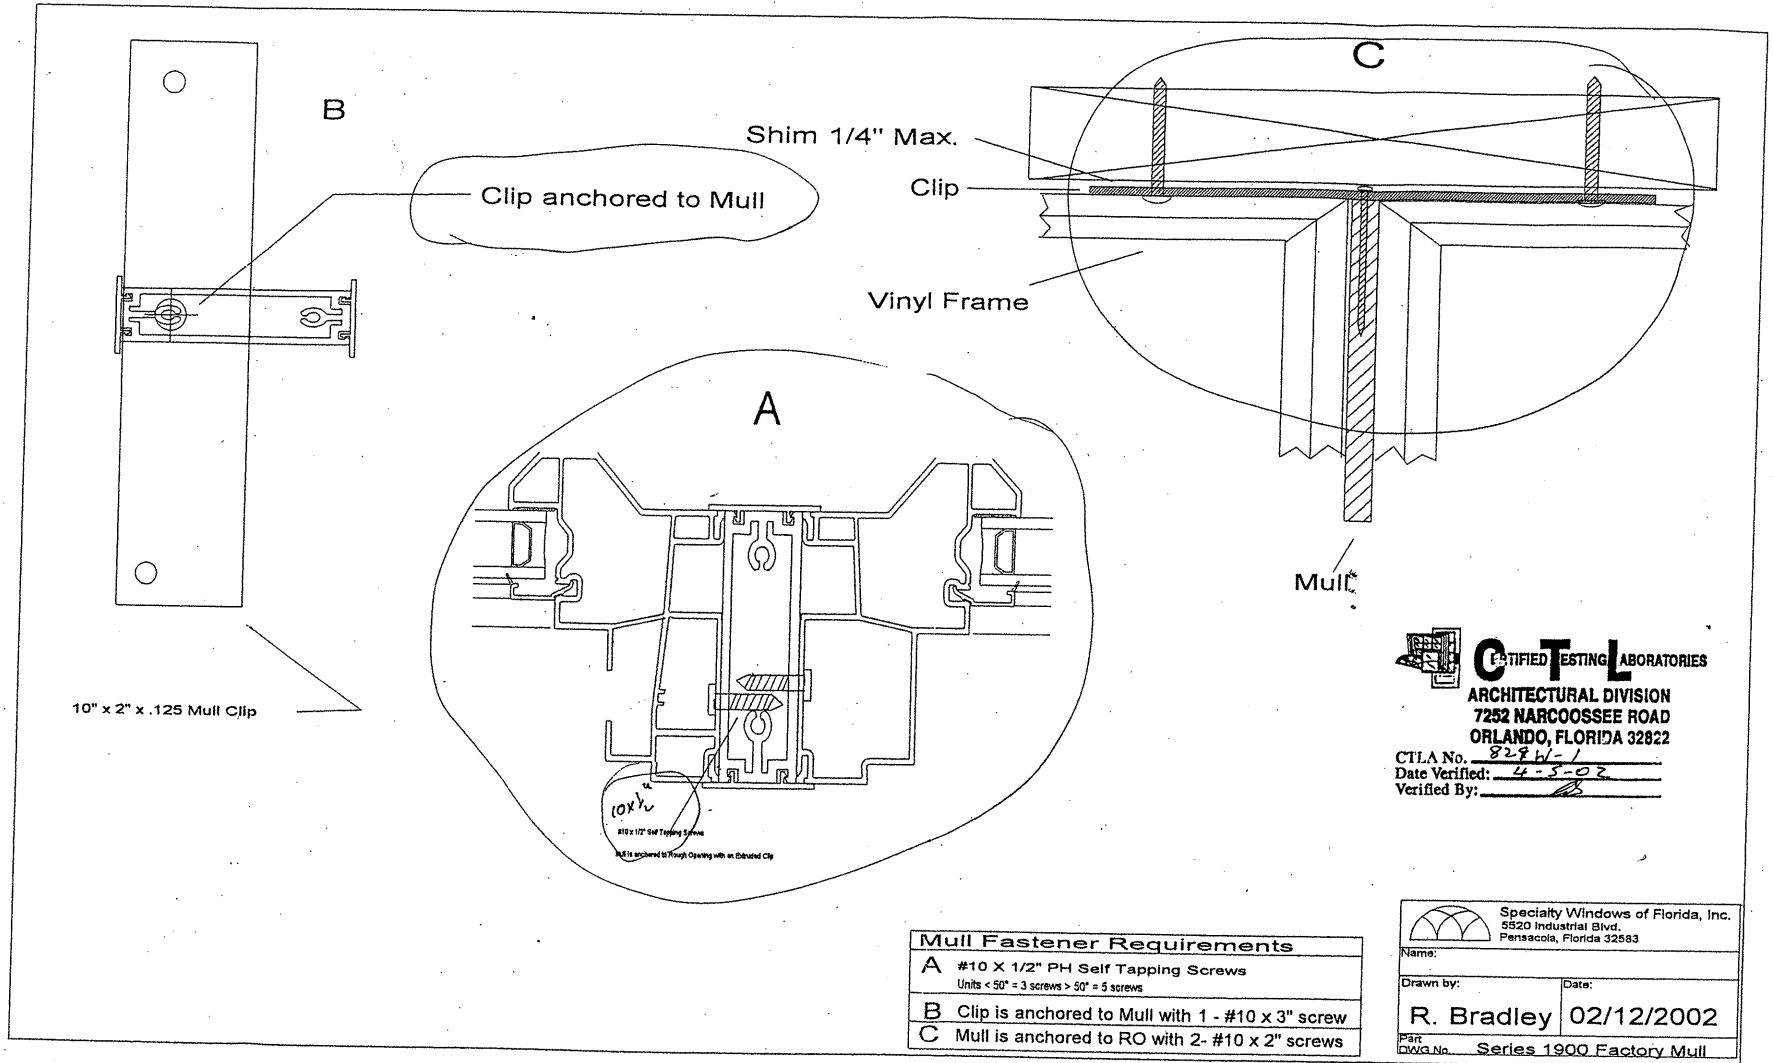 B
Clip anchored to Mull
10" x 2" x .125 Mull Clip
C
Shim 1/4" Max.
Clip
Vinyl Frame
Mull
A
10 x 1/2"
#10 x 1/2" Self Tapping Screws
Mull is anchored to Rough Opening with an Extruded Clip
CERTIFIED TESTING LABORATORIES
ARCHITECTURAL DIVISION
7252 NARCOOSSEE ROAD
ORLANDO, FLORIDA 32822
CTLA No. 829W-1
Date Verified: 4-5-02
Verified By:
Mull Fastener Requirements
A #10 X 1/2" PH Self Tapping Screws
Units < 50" = 3 screws > 50" = 5 screws
B Clip is anchored to Mull with 1 - #10 x 3" screw
C Mull is anchored to RO with 2- #10 x 2" screws
Specialty Windows of Florida, Inc.
5520 Industrial Blvd.
Pensacola, Florida 32583
Name:
Drawn by: Date:
R. Bradley 02/12/2002
Part
DWG No. Series 1900 Factory Mull